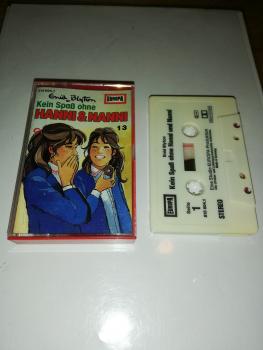 EUROPA
Enid Blyton
Kein Spaß ohne
HANNI & NANNI
13
Enid Blyton
Kein Spaß ohne Hanni und Nanni
EUROPA
Seite
1
STEREO